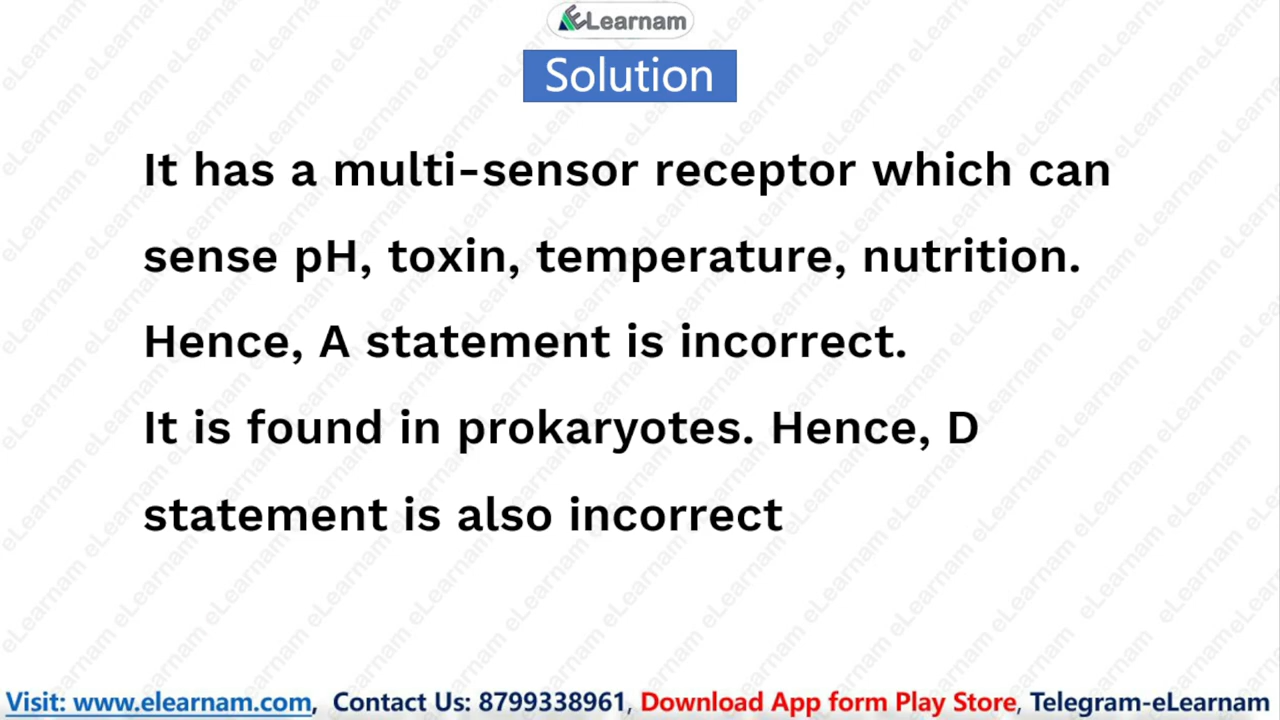 ELearnam
Solution
It has a multi-sensor receptor which can
sense pH, toxin, temperature, nutrition.
Hence, A statement is incorrect.
It is found in prokaryotes. Hence, D
statement is also incorrect
Visit: www.elearnam.com, Contact Us: 8799338961, Download App form Play Store, Telegram-eLearnam